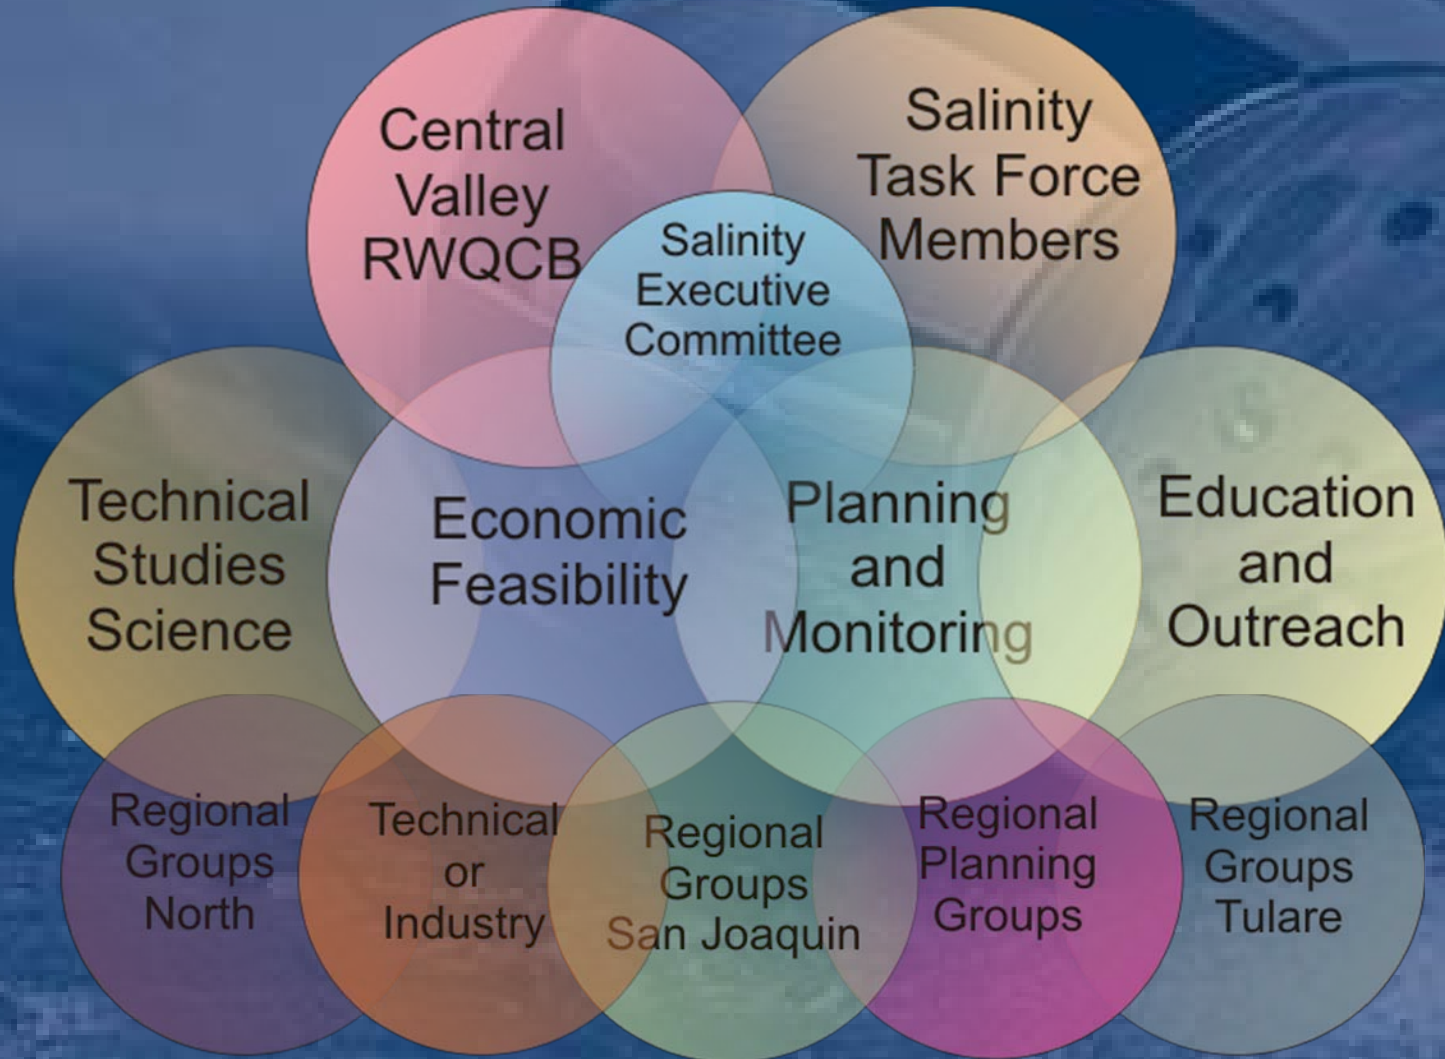 Central
Valley
RWQCB
Salinity
Task Force
Members
Salinity
Executive
Committee
Technical
Studies
Science
Economic
Feasibility
Planning
and
Monitoring
Education
and
Outreach
Regional
Groups
North
Technical
or
Industry
Regional
Groups
San Joaquin
Regional
Planning
Groups
Regional
Groups
Tulare